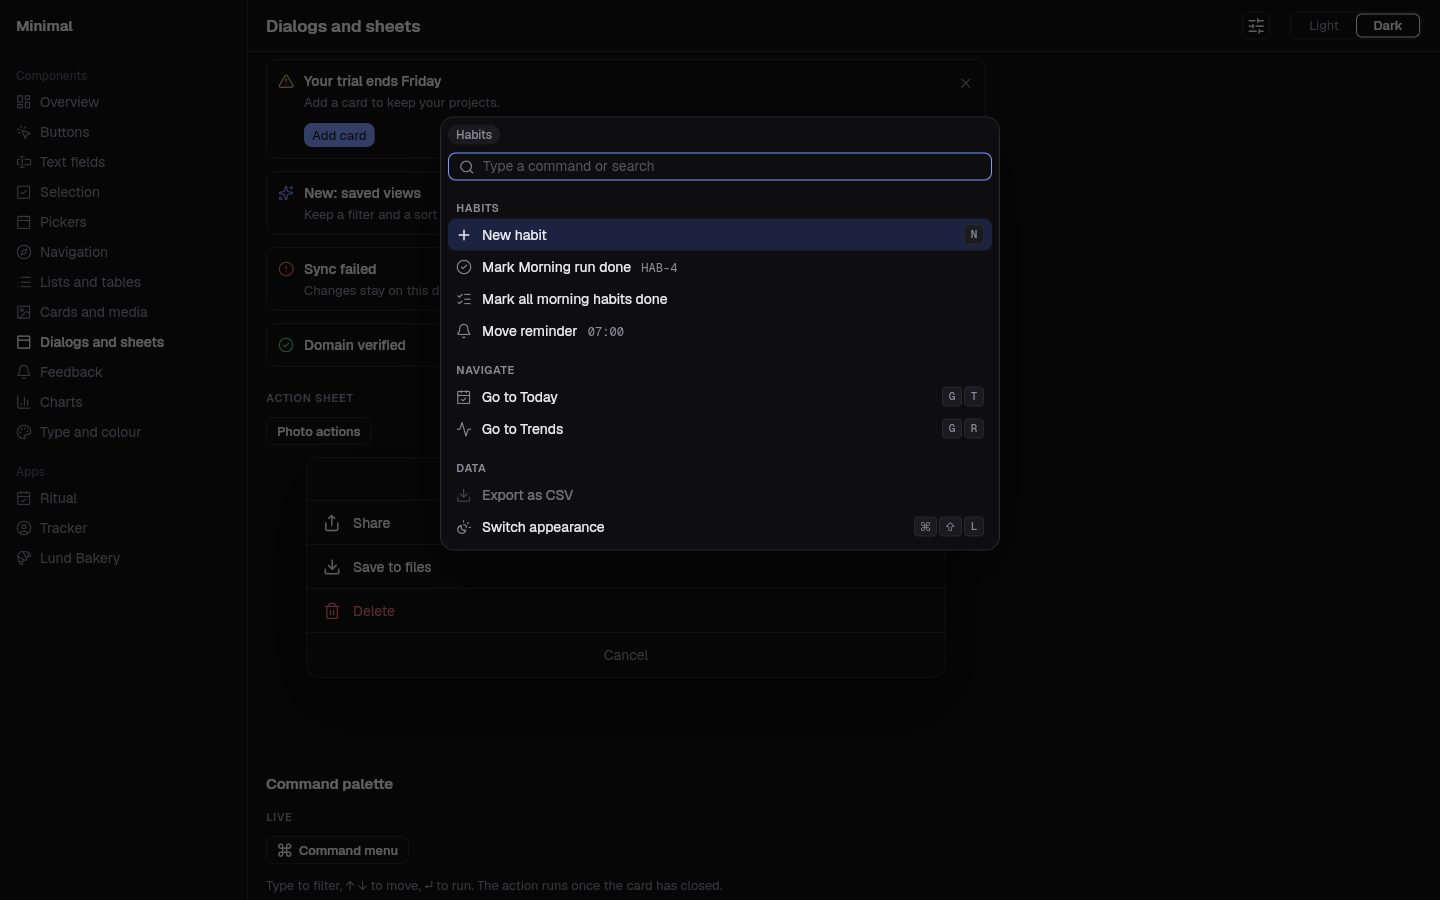 Minimal
Dialogs and sheets
Light
Dark
Components
Overview
Buttons
Text fields
Selection
Pickers
Navigation
Lists and tables
Cards and media
Dialogs and sheets
Feedback
Charts
Type and colour
Apps
Ritual
Tracker
Lund Bakery
Your trial ends Friday
Add a card to keep your projects.
Add card
New: saved views
Keep a filter and a sort
Sync failed
Changes stay on this d
Domain verified
ACTION SHEET
Photo actions
Share
Save to files
Delete
Cancel
Habits
Type a command or search
HABITS
New habit N
Mark Morning run done HAB-4
Mark all morning habits done
Move reminder 07:00
NAVIGATE
Go to Today G T
Go to Trends G R
DATA
Export as CSV
Switch appearance ⌘ ⇧ L
Command palette
LIVE
⌘ Command menu
Type to filter, ↑ ↓ to move, ↵ to run. The action runs once the card has closed.